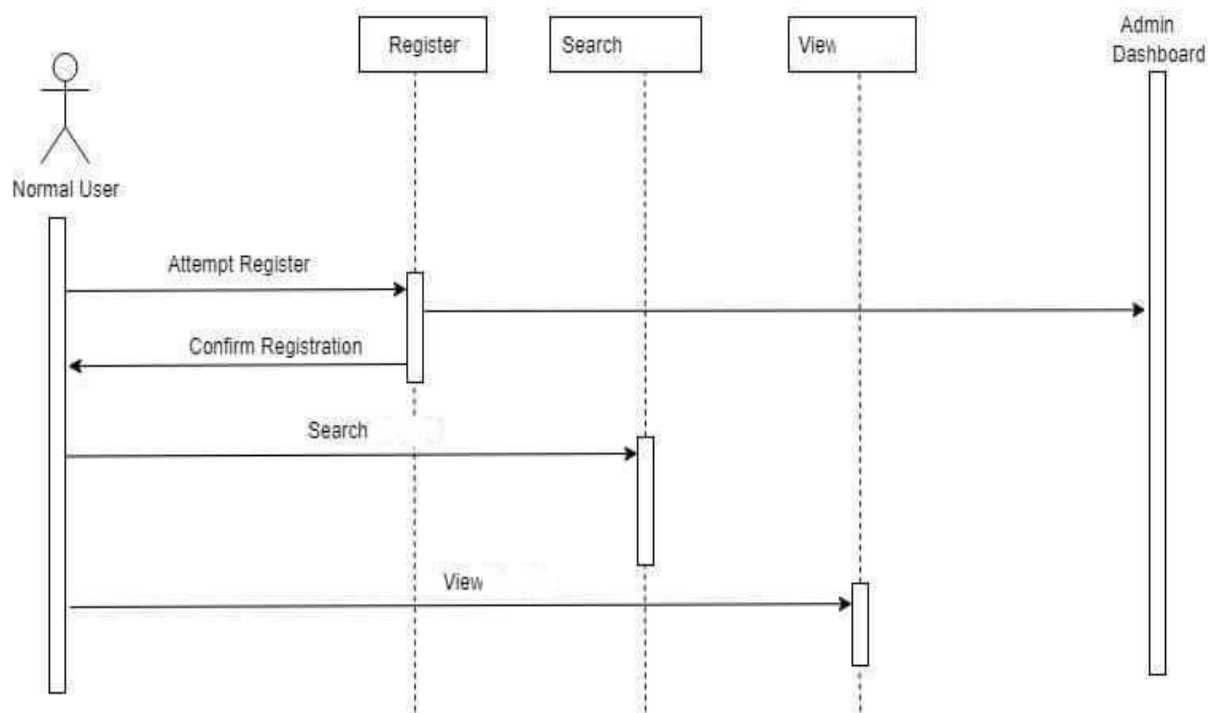 Register
Search
View
Admin
Dashboard
Normal User
Attempt Register
Confirm Registration
Search
View